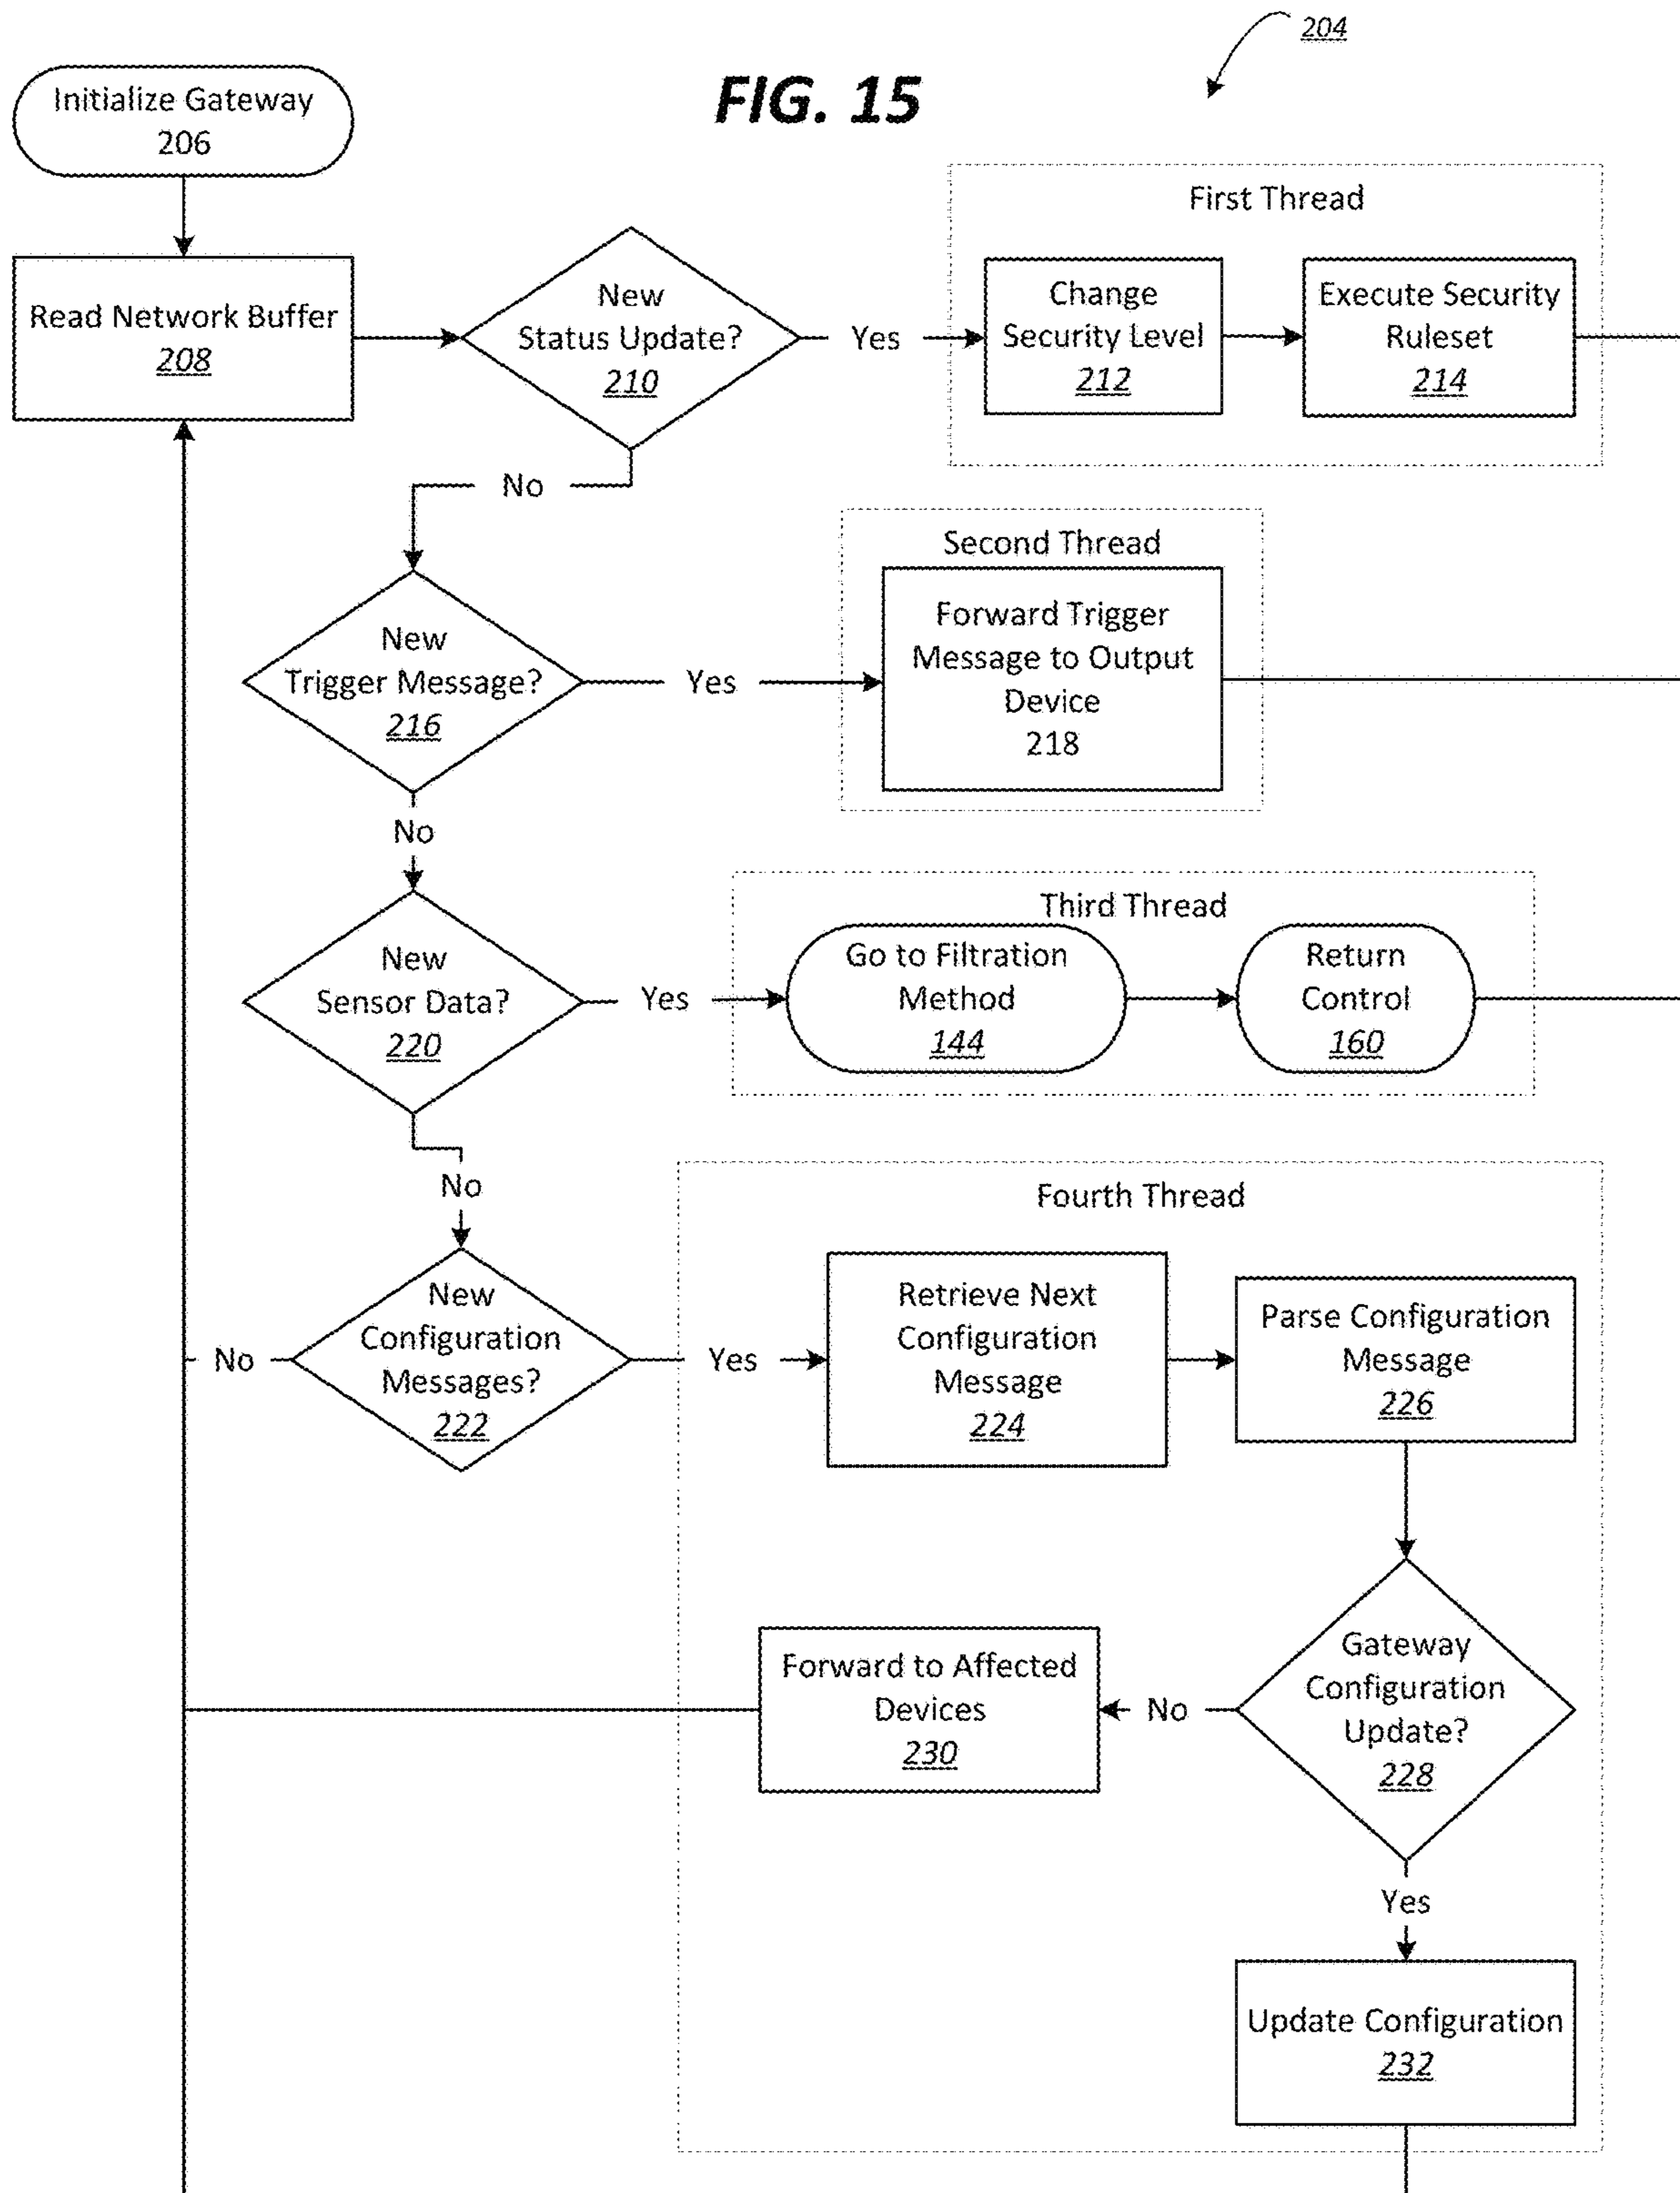 204
FIG. 15
Initialize Gateway
206
Read Network Buffer
208
New
Status Update?
210
Yes
No
First Thread
Change
Security Level
212
Execute Security
Ruleset
214
New
Trigger Message?
216
Yes
No
Second Thread
Forward Trigger
Message to Output
Device
218
New
Sensor Data?
220
Yes
No
Third Thread
Go to Filtration
Method
144
Return
Control
160
New
Configuration
Messages?
222
No
Yes
Fourth Thread
Retrieve Next
Configuration
Message
224
Parse Configuration
Message
226
Gateway
Configuration
Update?
228
No
Forward to Affected
Devices
230
Yes
Update Configuration
232